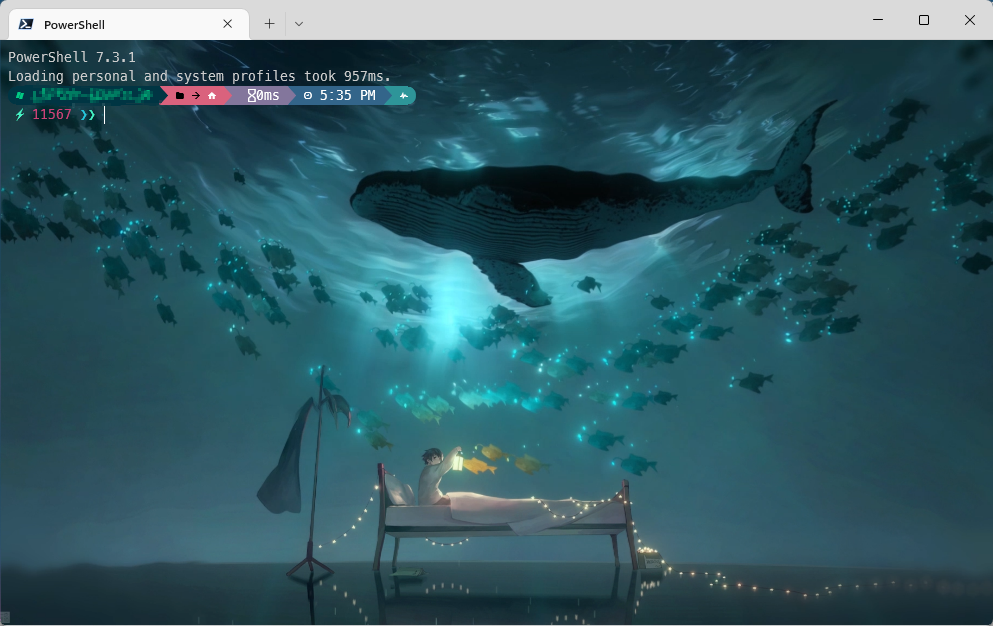 PowerShell
PowerShell 7.3.1
Loading personal and system profiles took 957ms.
0ms 5:35 PM
11567 ❯❯